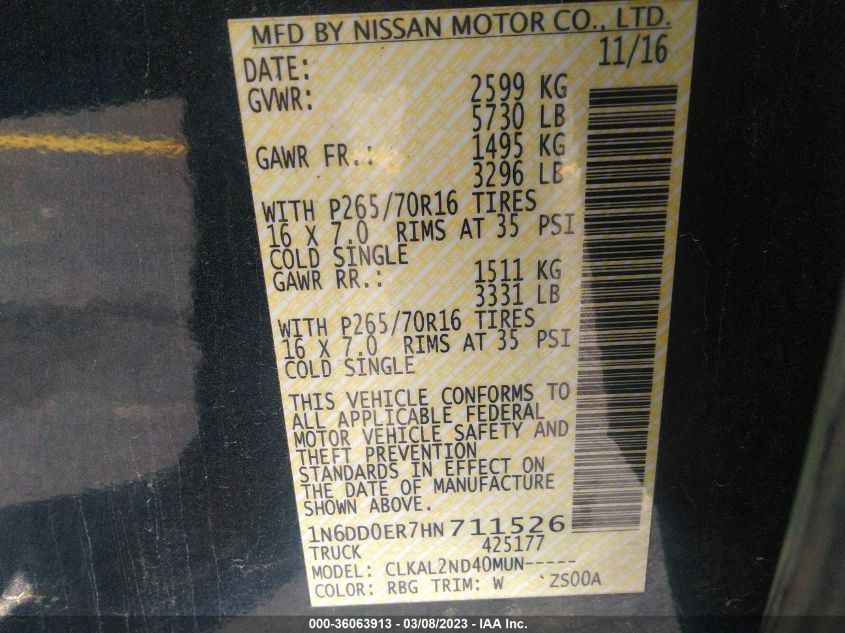 MFD BY NISSAN MOTOR CO., LTD.
DATE: 11/16
GVWR: 2599 KG
5730 LB
GAWR FR.: 1495 KG
3296 LB
WITH P265/70R16 TIRES
16 X 7.0 RIMS AT 35 PSI
COLD SINGLE
GAWR RR.: 1511 KG
3331 LB
WITH P265/70R16 TIRES
16 X 7.0 RIMS AT 35 PSI
COLD SINGLE
THIS VEHICLE CONFORMS TO
ALL APPLICABLE FEDERAL
MOTOR VEHICLE SAFETY AND
THEFT PREVENTION
STANDARDS IN EFFECT ON
THE DATE OF MANUFACTURE
SHOWN ABOVE.
1N6DD0ER7HN711526
TRUCK 425177
MODEL: CLKAL2ND40MUN-----
COLOR: RBG TRIM: W 'ZS00A
000-36063913 - 03/08/2023 - IAA Inc.